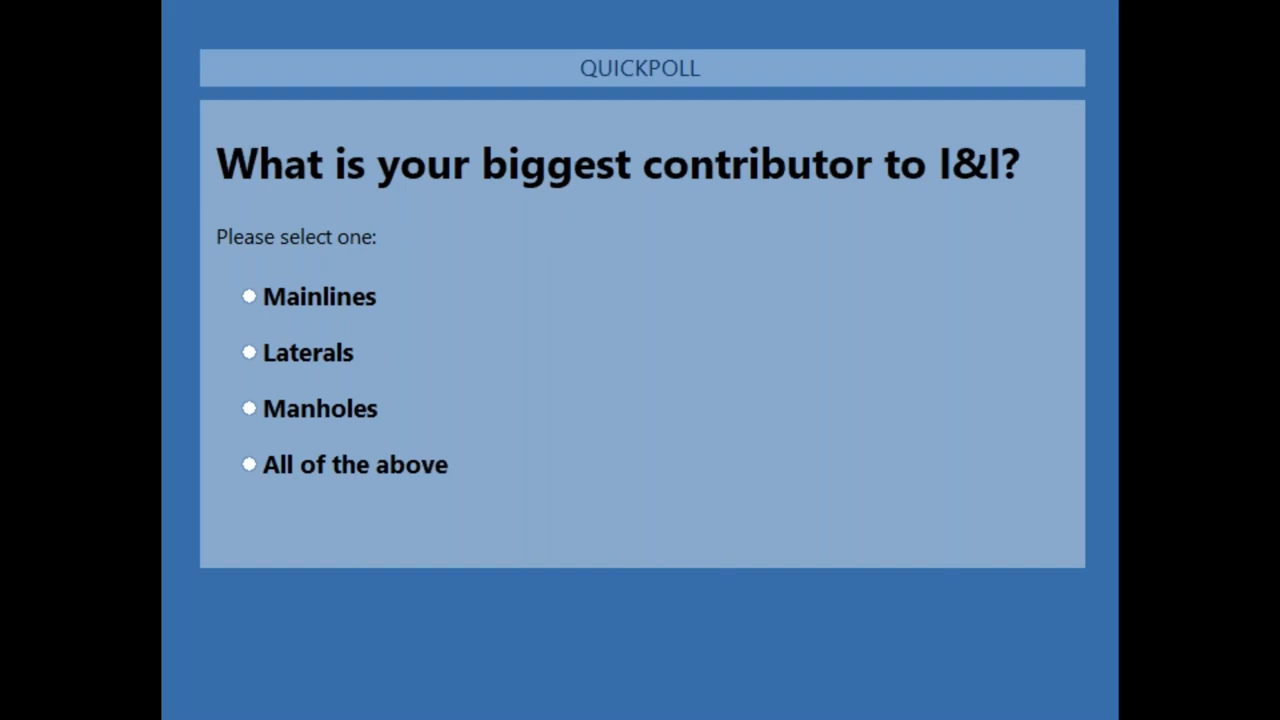 QUICKPOLL
What is your biggest contributor to I&I?
Please select one:
Mainlines
Laterals
Manholes
All of the above